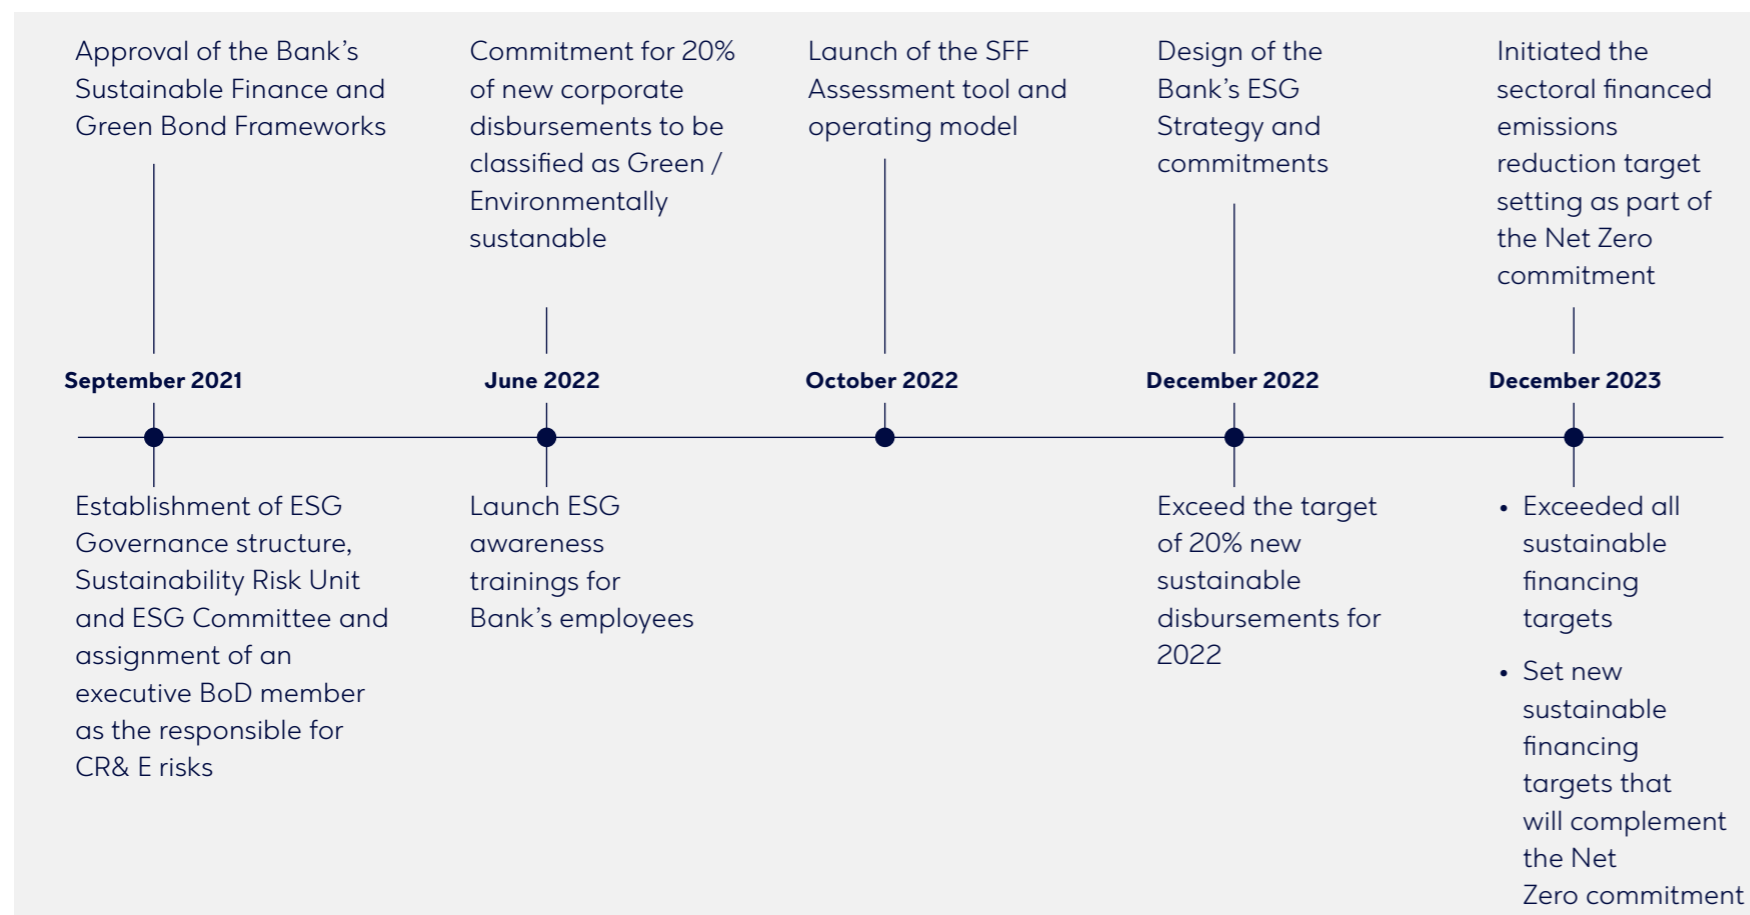 Approval of the Bank’s
Sustainable Finance and
Green Bond Frameworks
Commitment for 20%
of new corporate
disbursements to be
classified as Green /
Environmentally
sustanable
Launch of the SFF
Assessment tool and
operating model
Design of the
Bank’s ESG
Strategy and
commitments
Initiated the
sectoral financed
emissions
reduction target
setting as part of
the Net Zero
commitment
September 2021
June 2022
October 2022
December 2022
December 2023
Establishment of ESG
Governance structure,
Sustainability Risk Unit
and ESG Committee and
assignment of an
executive BoD member
as the responsible for
CR& E risks
Launch ESG
awareness
trainings for
Bank’s employees
Exceed the target
of 20% new
sustainable
disbursements for
2022
• Exceeded all
sustainable
financing
targets
• Set new
sustainable
financing
targets that
will complement
the Net
Zero commitment